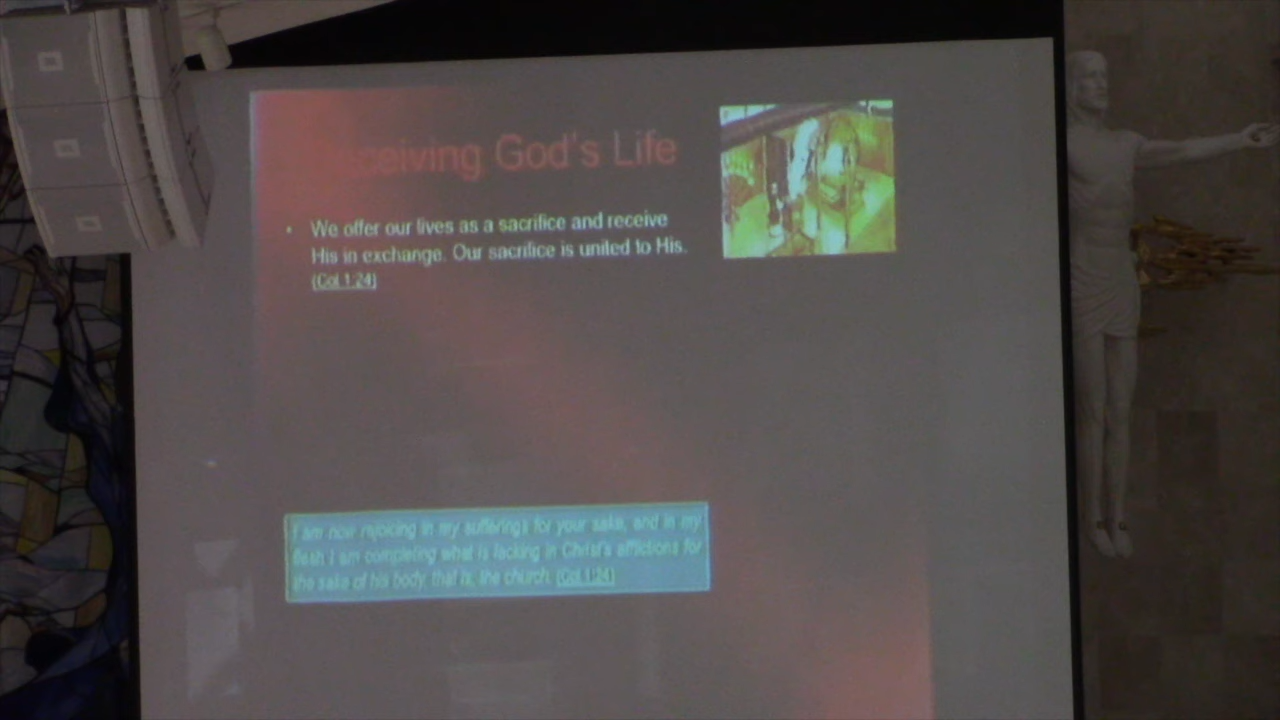 Receiving God's Life
• We offer our lives as a sacrifice and receive
His in exchange. Our sacrifice is united to His.
(Col 1:24)
I am now rejoicing in my sufferings for your sake, and in my
flesh I am completing what is lacking in Christ's afflictions for
the sake of his body, that is, the church. (Col 1:24)